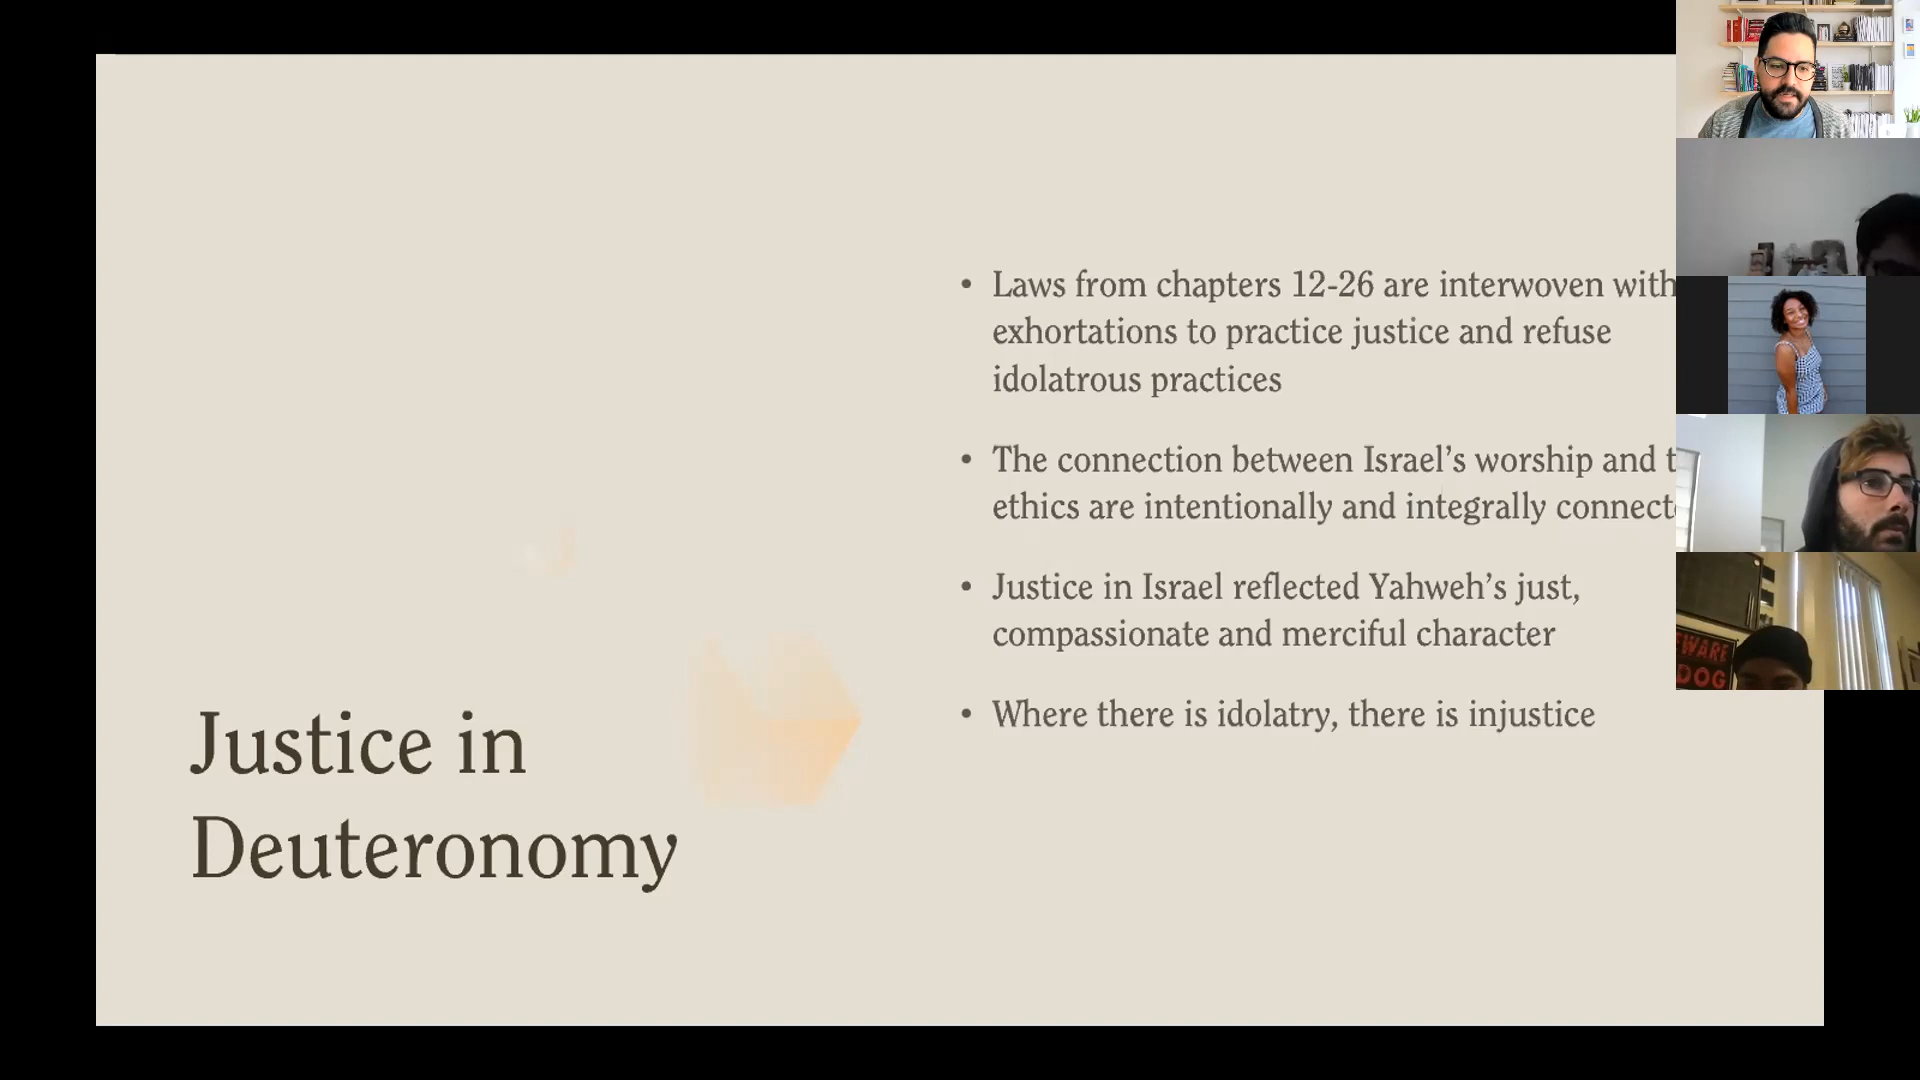 Justice in
Deuteronomy
• Laws from chapters 12-26 are interwoven with
exhortations to practice justice and refuse
idolatrous practices
• The connection between Israel’s worship and
ethics are intentionally and integrally
• Justice in Israel reflected Yahweh’s just,
compassionate and merciful character
• Where there is idolatry, there is injustice
DOG